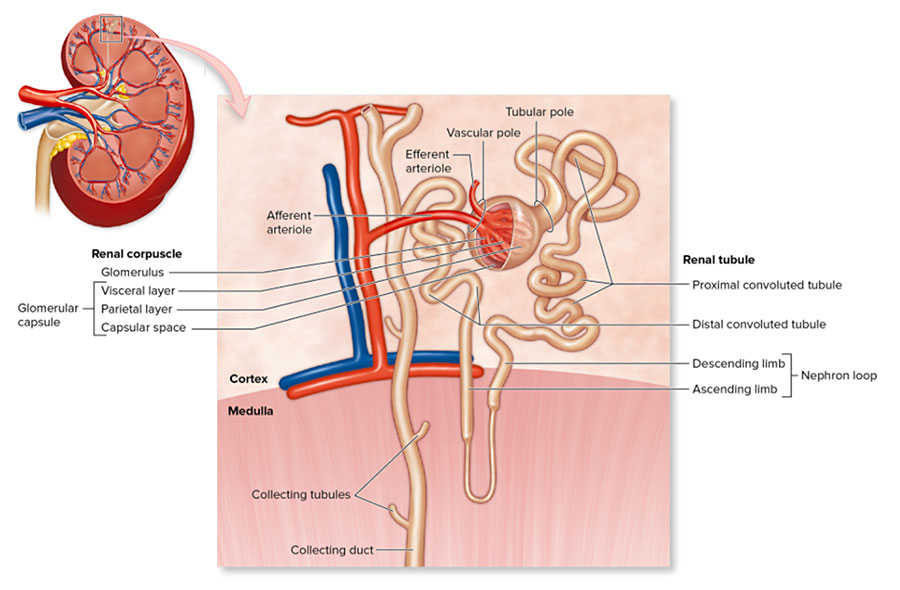 Tubular pole
Vascular pole
Efferent
arteriole
Afferent
arteriole
Renal corpuscle
Glomerulus
Visceral layer
Glomerular
capsule
Parietal layer
Capsular space
Renal tubule
Proximal convoluted tubule
Distal convoluted tubule
Descending limb
Nephron loop
Ascending limb
Cortex
Medulla
Collecting tubules
Collecting duct